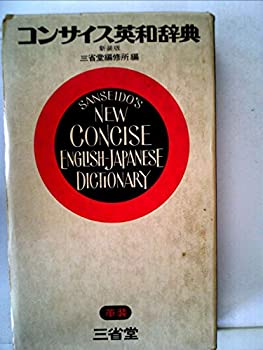 コンサイス英和辞典
新装版
三省堂編修所 編
SANSEIDO'S
NEW
CONCISE
ENGLISH-JAPANESE
DICTIONARY
革装
三省堂